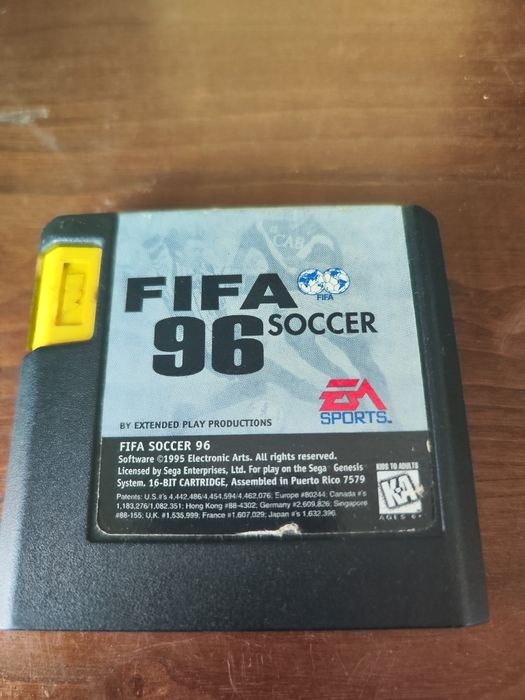 CAB
FIFA
FIFA
96 SOCCER
EA
SPORTS
BY EXTENDED PLAY PRODUCTIONS
FIFA SOCCER 96
Software ©1995 Electronic Arts. All rights reserved.
Licensed by Sega Enterprises, Ltd. For play on the Sega Genesis
System. 16-BIT CARTRIDGE, Assembled in Puerto Rico 7579
KIDS TO ADULTS
K-A
AGES 6+
Patents: U.S.#'s 4,442,486/4,454,594/4,462,076; Europe #80244; Canada #'s
1,183,276/1,082,351; Hong Kong #88-4302; Germany #2,609,826; Singapore
#88-155; U.K. #1,535,999; France #1,607,029; Japan #'s 1,632,396